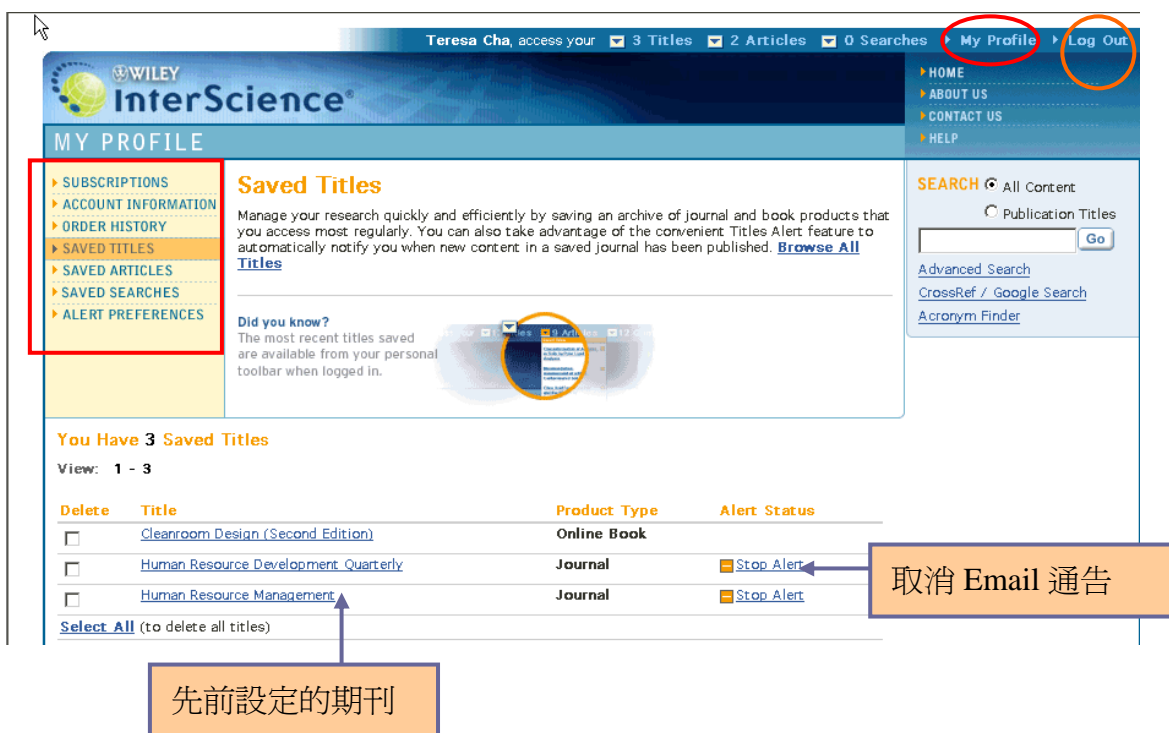 Teresa Cha, access your 3 Titles 2 Articles 0 Searches My Profile Log Out
WILEY
InterScience®
HOME
ABOUT US
CONTACT US
HELP
MY PROFILE
SUBSCRIPTIONS
ACCOUNT INFORMATION
ORDER HISTORY
SAVED TITLES
SAVED ARTICLES
SAVED SEARCHES
ALERT PREFERENCES
Saved Titles
Manage your research quickly and efficiently by saving an archive of journal and book products that
you access most regularly. You can also take advantage of the convenient Titles Alert feature to
automatically notify you when new content in a saved journal has been published. Browse All
Titles
Did you know?
The most recent titles saved
are available from your personal
toolbar when logged in.
9 Articles
SEARCH All Content
Publication Titles
Go
Advanced Search
CrossRef / Google Search
Acronym Finder
You Have 3 Saved Titles
View: 1 - 3
Delete Title Product Type Alert Status
Cleanroom Design (Second Edition) Online Book
Human Resource Development Quarterly Journal Stop Alert
Human Resource Management Journal Stop Alert
Select All (to delete all titles)
取消 Email 通告
先前設定的期刊